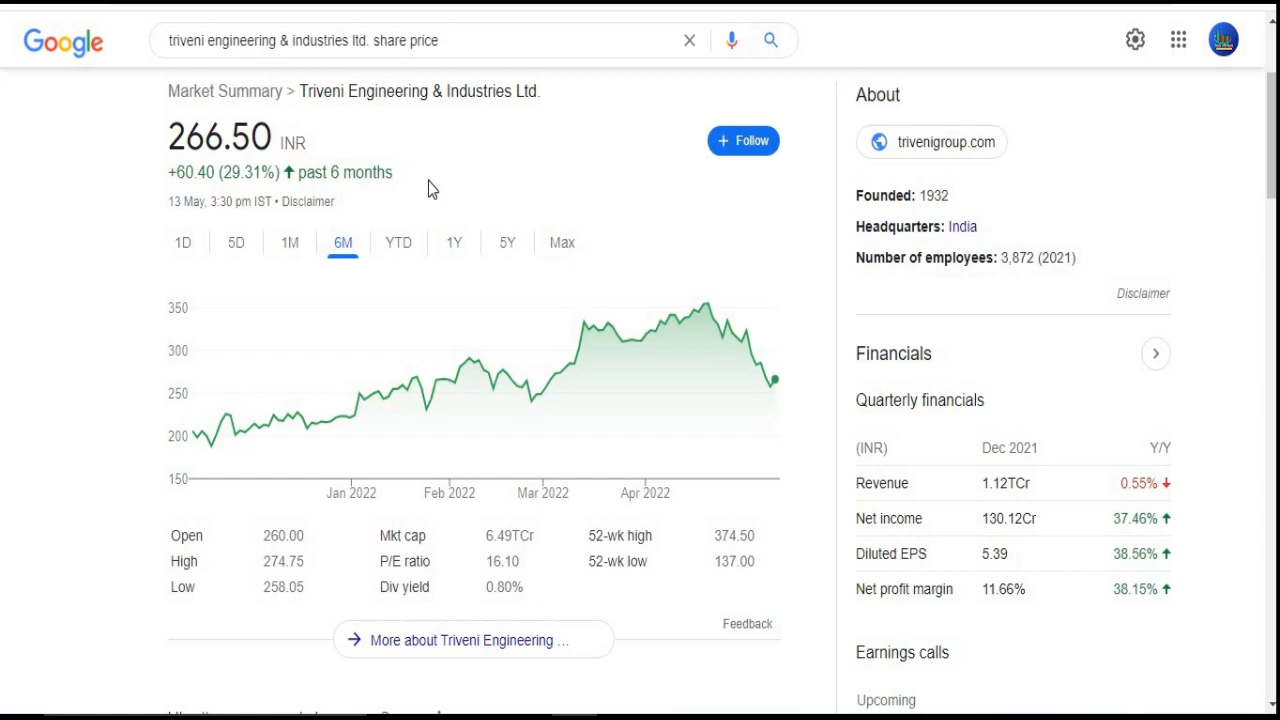 Google
triveni engineering & industries ltd. share price
Market Summary > Triveni Engineering & Industries Ltd.
266.50 INR
+ Follow
+60.40 (29.31%) ↑ past 6 months
13 May, 3:30 pm IST • Disclaimer
1D 5D 1M 6M YTD 1Y 5Y Max
350
300
250
200
150
Jan 2022 Feb 2022 Mar 2022 Apr 2022
Open 260.00 Mkt cap 6.49TCr 52-wk high 374.50
High 274.75 P/E ratio 16.10 52-wk low 137.00
Low 258.05 Div yield 0.80%
Feedback
→ More about Triveni Engineering ...
About
trivenigroup.com
Founded: 1932
Headquarters: India
Number of employees: 3,872 (2021)
Disclaimer
Financials
Quarterly financials
(INR) Dec 2021 Y/Y
Revenue 1.12TCr 0.55% ↓
Net income 130.12Cr 37.46% ↑
Diluted EPS 5.39 38.56% ↑
Net profit margin 11.66% 38.15% ↑
Earnings calls
Upcoming